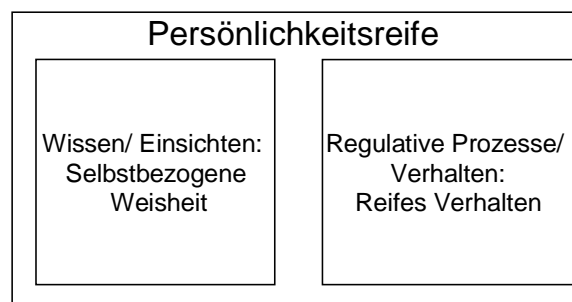 Persönlichkeitsreife
Wissen/ Einsichten:
Selbstbezogene
Weisheit
Regulative Prozesse/
Verhalten:
Reifes Verhalten